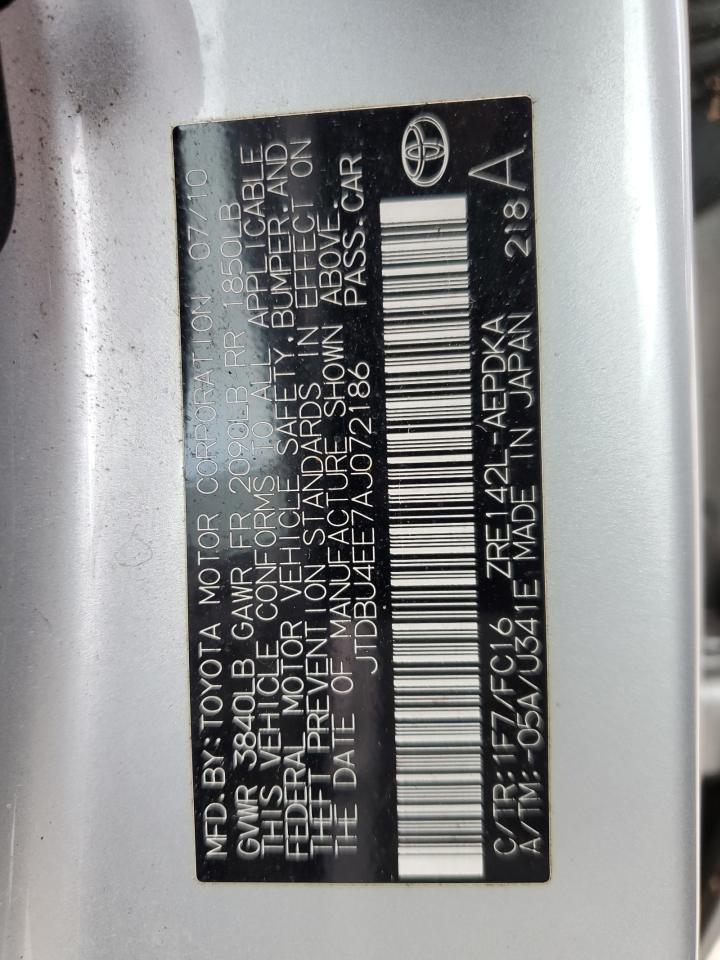 MFD.BY:TOYOTA MOTOR CORPORATION 07/10
GVWR 3840LB GAWR FR 2090LB RR 1850LB
THIS VEHICLE CONFORMS TO ALL APPLICABLE
FEDERAL MOTOR VEHICLE SAFETY,BUMPER,AND
THEFT PREVENTION STANDARDS IN EFFECT ON
THE DATE OF MANUFACTURE SHOWN ABOVE.
JTDBU4EE7AJ072186 PASS.CAR
C/TR:1F7/FC16 ZRE142L-AEPDKA
A/TM:-05A/U341E MADE IN JAPAN 218 A